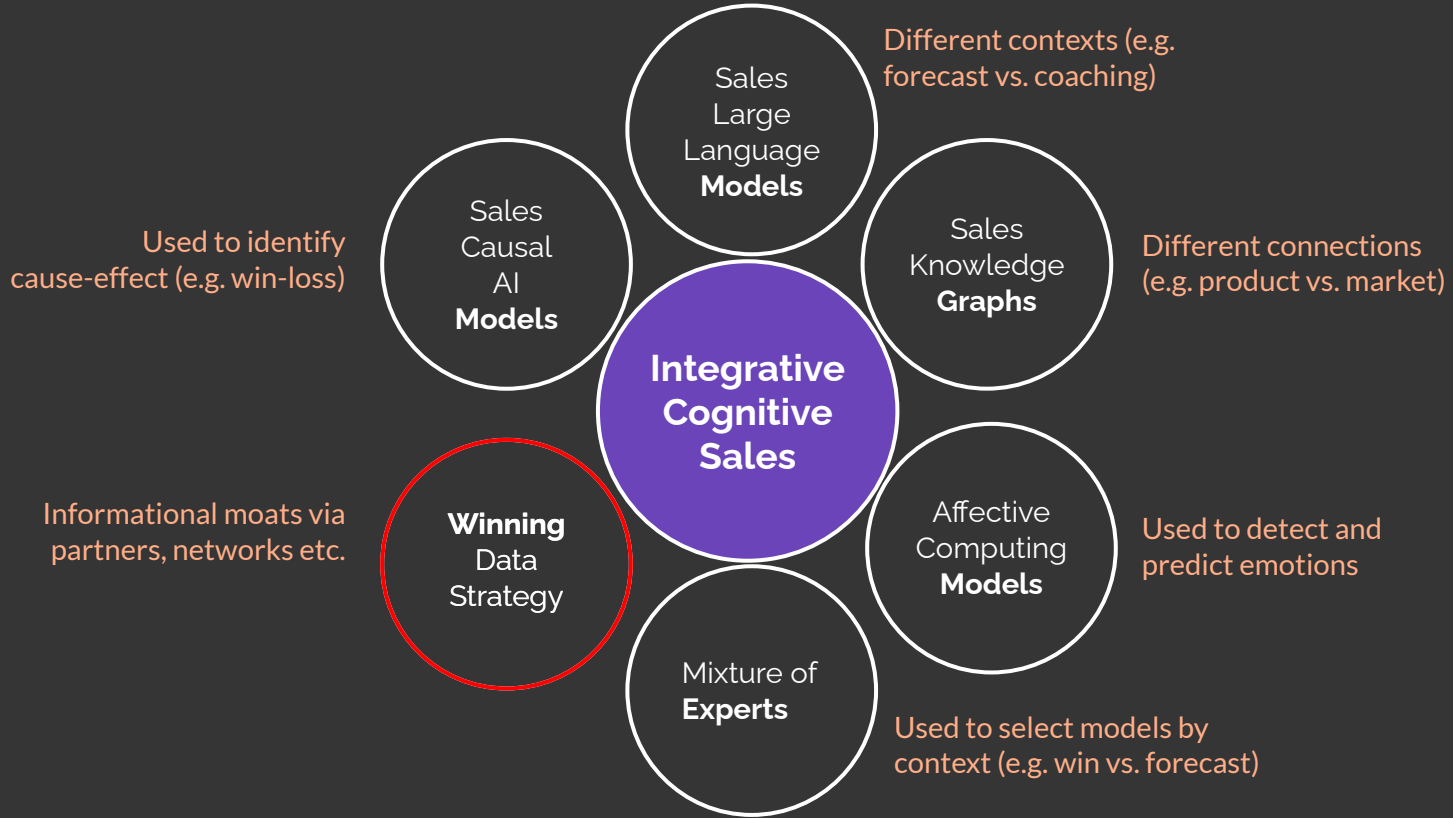 Sales
Large
Language
Models
Different contexts (e.g.
forecast vs. coaching)
Sales
Causal
AI
Models
Used to identify
cause-effect (e.g. win-loss)
Sales
Knowledge
Graphs
Different connections
(e.g. product vs. market)
Integrative
Cognitive
Sales
Informational moats via
partners, networks etc.
Winning
Data
Strategy
Affective
Computing
Models
Used to detect and
predict emotions
Mixture of
Experts
Used to select models by
context (e.g. win vs. forecast)